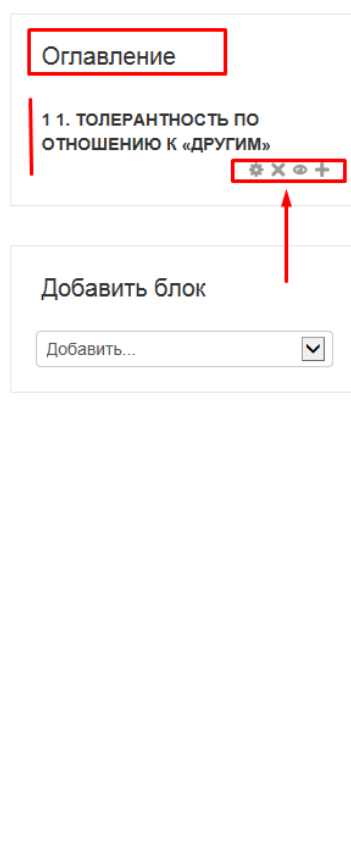 Оглавление
1 1. ТОЛЕРАНТНОСТЬ ПО
ОТНОШЕНИЮ К «ДРУГИМ»
Добавить блок
Добавить...